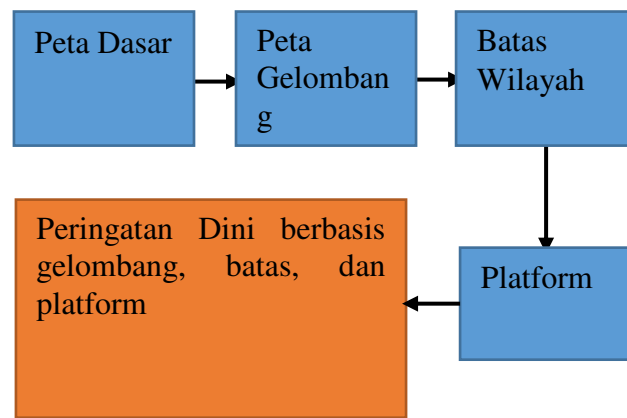 Peta Dasar
Peta
Gelomban
g
Batas
Wilayah
Platform
Peringatan Dini berbasis
gelombang, batas, dan
platform